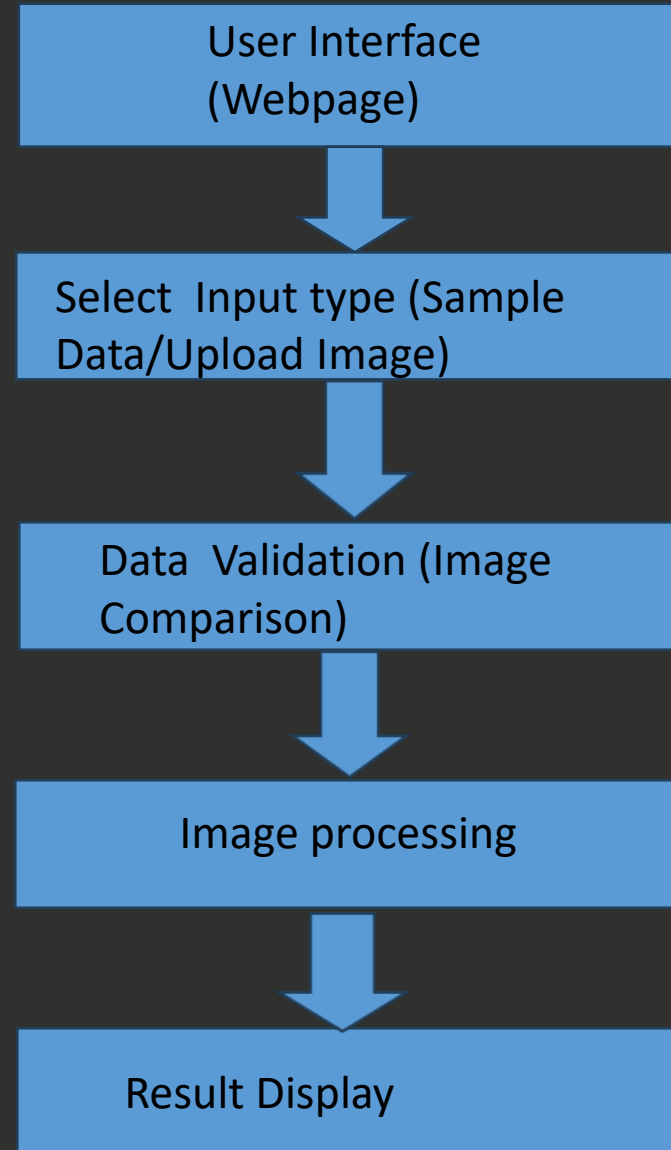 User Interface
(Webpage)
Select  Input type (Sample
Data/Upload Image)
Data  Validation (Image
Comparison)
Image processing
Result Display